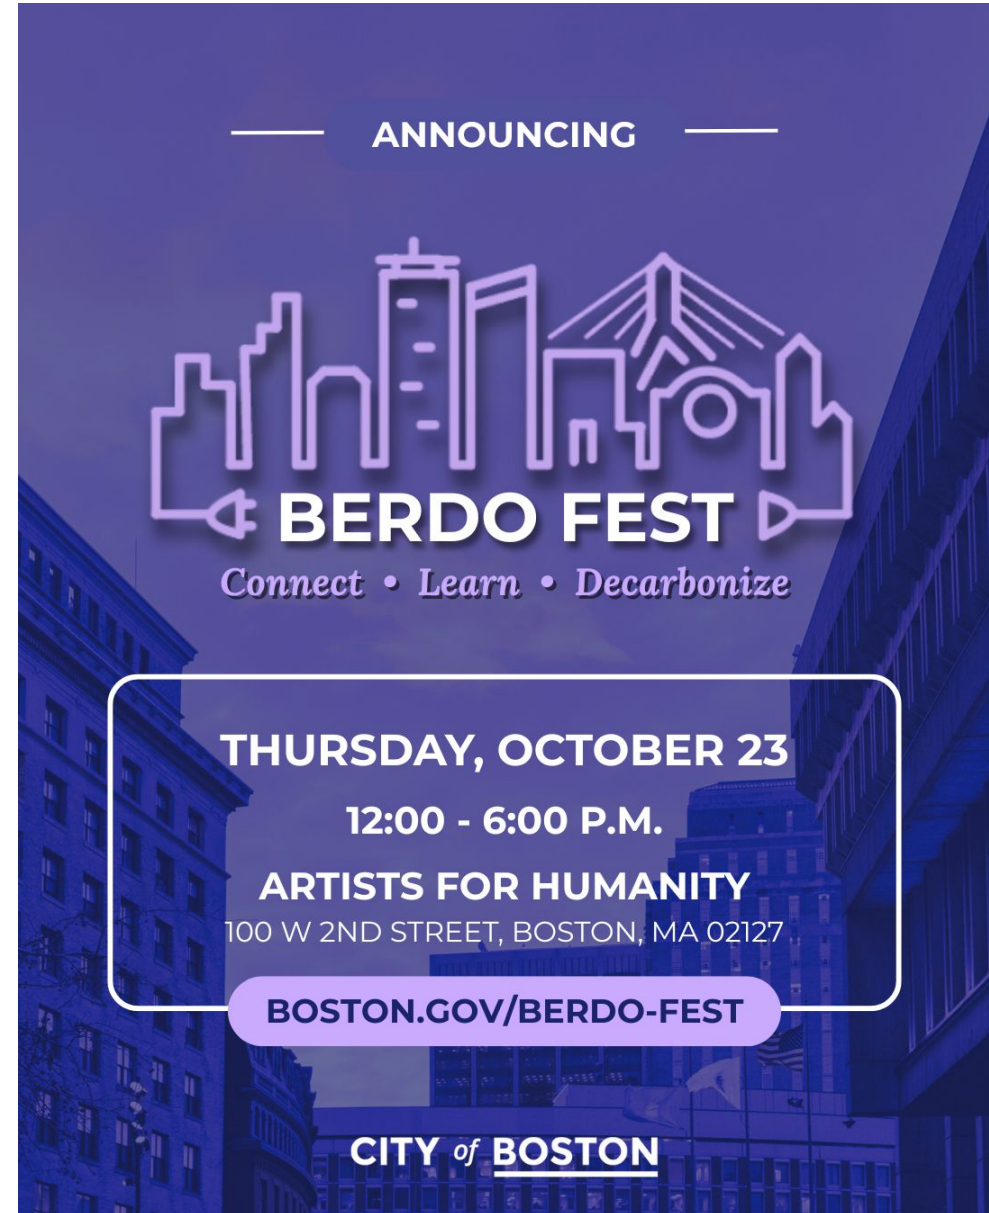 ANNOUNCING
BERDO FEST
Connect • Learn • Decarbonize
THURSDAY, OCTOBER 23
12:00 - 6:00 P.M.
ARTISTS FOR HUMANITY
100 W 2ND STREET, BOSTON, MA 02127
BOSTON.GOV/BERDO-FEST
CITY of BOSTON